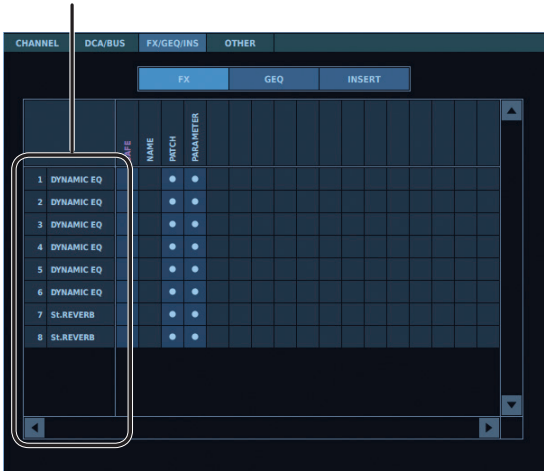 CHANNEL DCA/BUS FX/GEQ/INS OTHER
FX GEQ INSERT
NAME PATCH PARAMETER
1 DYNAMIC EQ
2 DYNAMIC EQ
3 DYNAMIC EQ
4 DYNAMIC EQ
5 DYNAMIC EQ
6 DYNAMIC EQ
7 St.REVERB
8 St.REVERB